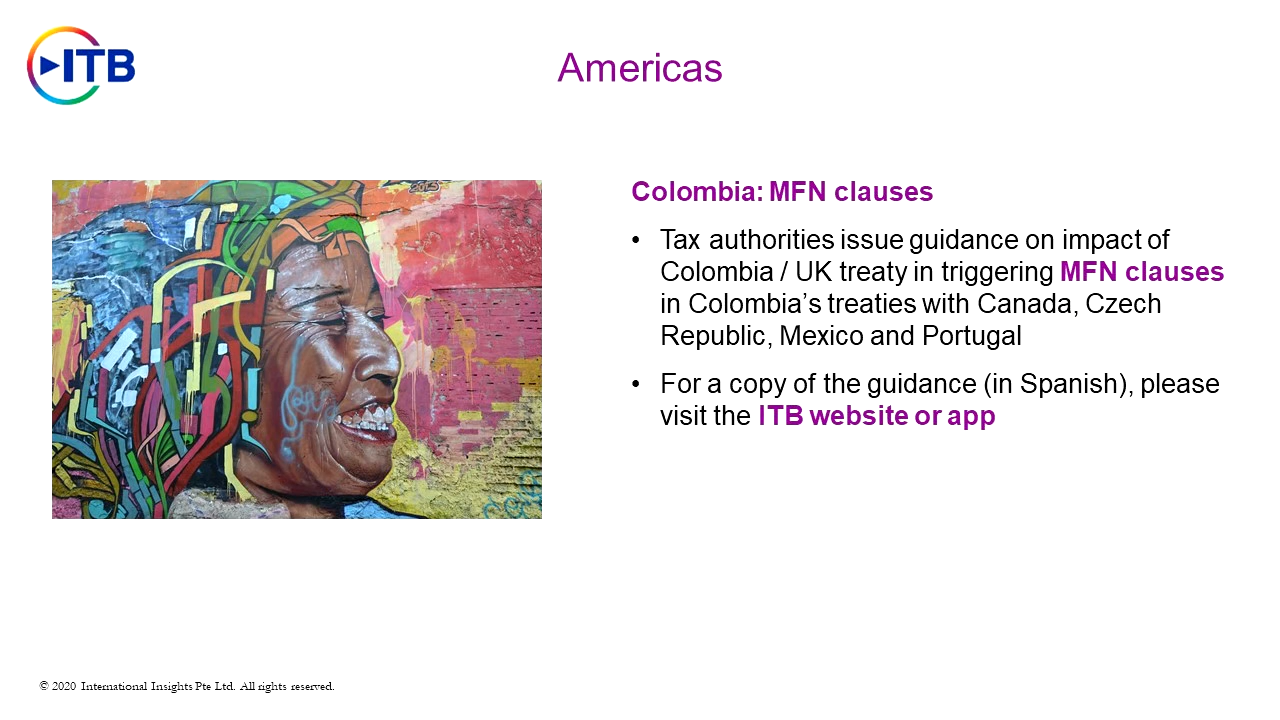 ITB
Americas
2013
Colombia: MFN clauses
• Tax authorities issue guidance on impact of
Colombia / UK treaty in triggering MFN clauses
in Colombia’s treaties with Canada, Czech
Republic, Mexico and Portugal
• For a copy of the guidance (in Spanish), please
visit the ITB website or app
© 2020 International Insights Pte Ltd. All rights reserved.